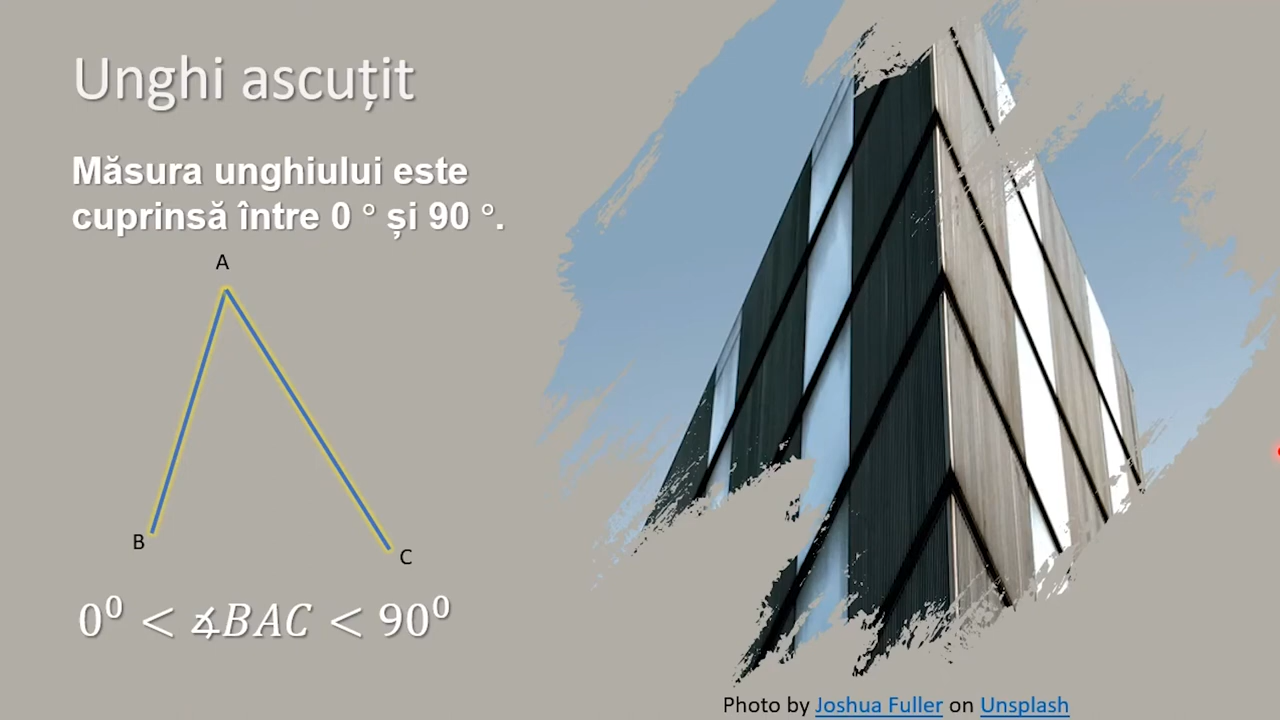 Unghi ascuțit
Măsura unghiului este
cuprinsă între 0 ° și 90 °.
A
B
C
0⁰ < ∡BAC < 90⁰
Photo by Joshua Fuller on Unsplash